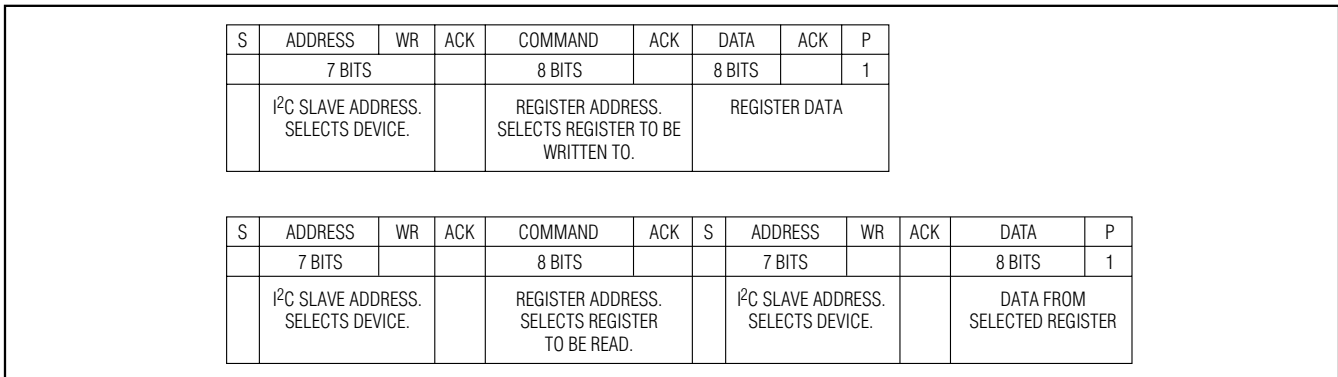 S ADDRESS WR ACK COMMAND ACK DATA ACK P
7 BITS 8 BITS 8 BITS 1
I2C SLAVE ADDRESS. REGISTER ADDRESS. REGISTER DATA
SELECTS DEVICE. SELECTS REGISTER TO BE
WRITTEN TO.
S ADDRESS WR ACK COMMAND ACK S ADDRESS WR ACK DATA P
7 BITS 8 BITS 7 BITS 8 BITS 1
I2C SLAVE ADDRESS. REGISTER ADDRESS. I2C SLAVE ADDRESS. DATA FROM
SELECTS DEVICE. SELECTS REGISTER SELECTS DEVICE. SELECTED REGISTER
TO BE READ.